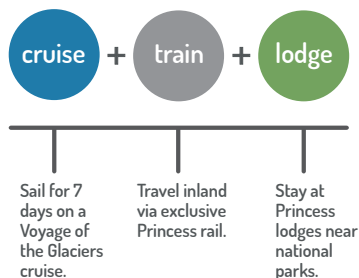 cruise + train + lodge
Sail for 7
days on a
Voyage of
the Glaciers
cruise.
Travel inland
via exclusive
Princess rail.
Stay at
Princess
lodges near
national
parks.